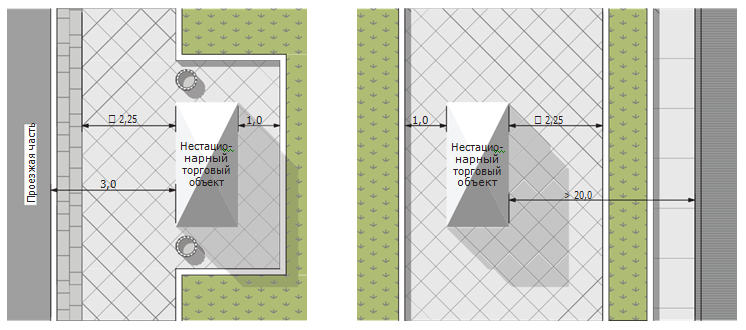 Проезжая часть
□ 2,25
1,0
3,0
Нестацио-
нарный
торговый
объект
1,0
□ 2,25
> 20,0
Нестацио-
нарный
торговый
объект